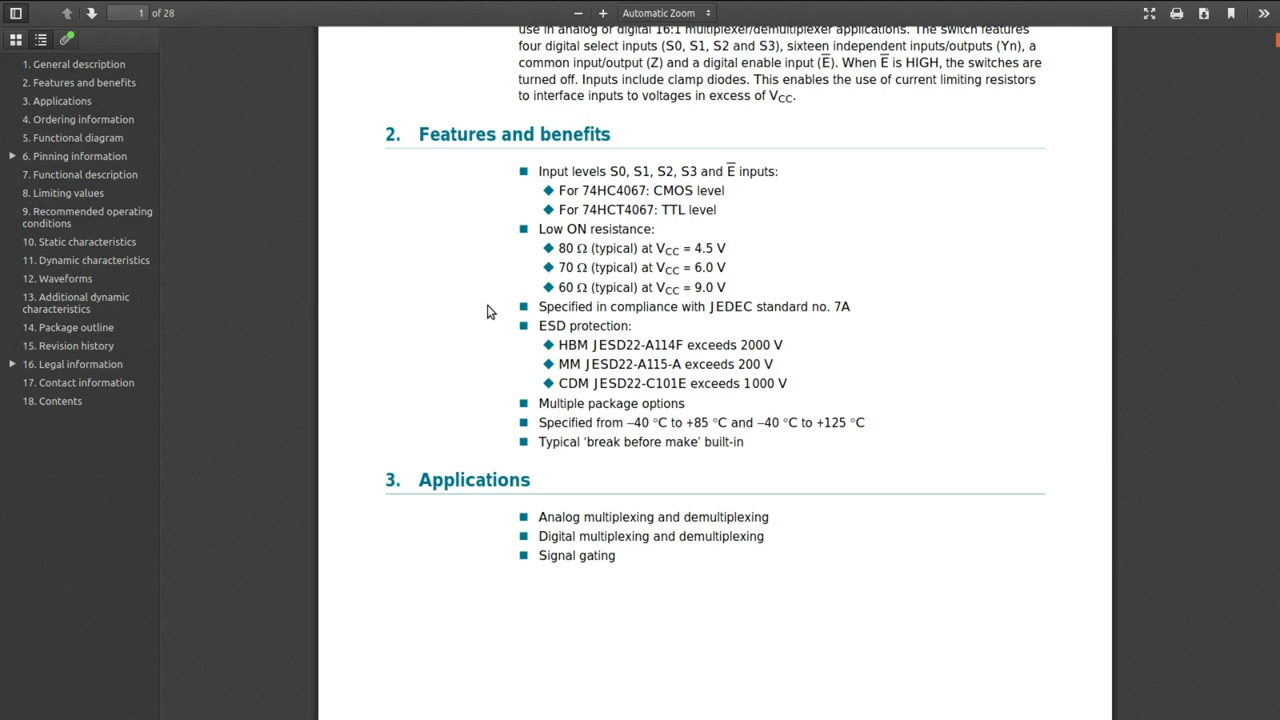 1 of 28
Automatic Zoom
1. General description
2. Features and benefits
3. Applications
4. Ordering information
5. Functional diagram
6. Pinning information
7. Functional description
8. Limiting values
9. Recommended operating
conditions
10. Static characteristics
11. Dynamic characteristics
12. Waveforms
13. Additional dynamic
characteristics
14. Package outline
15. Revision history
16. Legal information
17. Contact information
18. Contents
use in analog or digital 16:1 multiplexer/demultiplexer applications. The switch features
four digital select inputs (S0, S1, S2 and S3), sixteen independent inputs/outputs (Yn), a
common input/output (Z) and a digital enable input (E̅). When E̅ is HIGH, the switches are
turned off. Inputs include clamp diodes. This enables the use of current limiting resistors
to interface inputs to voltages in excess of VCC.
2. Features and benefits
Input levels S0, S1, S2, S3 and E̅ inputs:
For 74HC4067: CMOS level
For 74HCT4067: TTL level
Low ON resistance:
80 Ω (typical) at VCC = 4.5 V
70 Ω (typical) at VCC = 6.0 V
60 Ω (typical) at VCC = 9.0 V
Specified in compliance with JEDEC standard no. 7A
ESD protection:
HBM JESD22-A114F exceeds 2000 V
MM JESD22-A115-A exceeds 200 V
CDM JESD22-C101E exceeds 1000 V
Multiple package options
Specified from −40 °C to +85 °C and −40 °C to +125 °C
Typical ‘break before make’ built-in
3. Applications
Analog multiplexing and demultiplexing
Digital multiplexing and demultiplexing
Signal gating